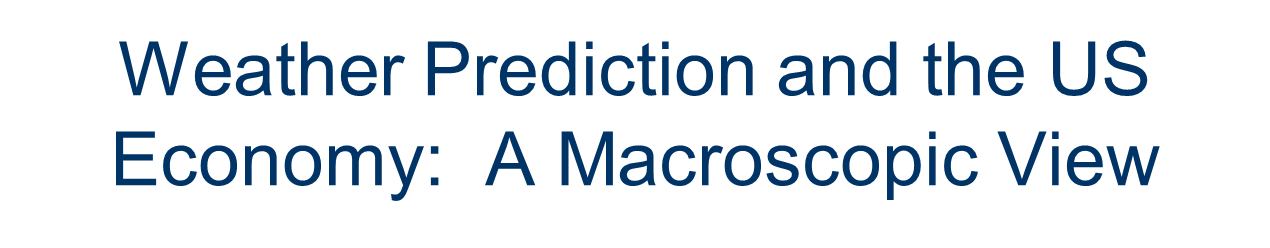 Weather Prediction and the US
Economy:  A Macroscopic View